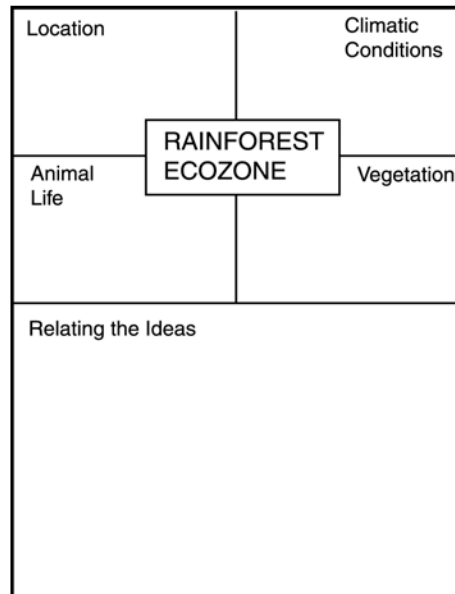 Location
Climatic
Conditions
RAINFOREST
ECOZONE
Animal
Life
Vegetation
Relating the Ideas